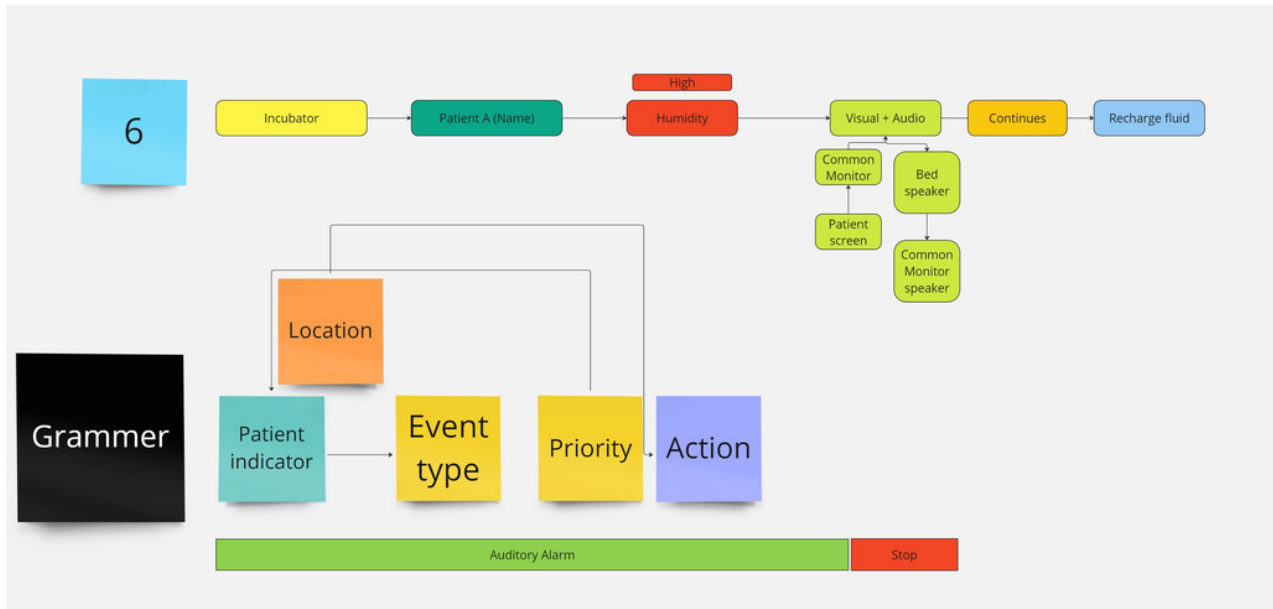 6
High
Incubator
Patient A (Name)
Humidity
Visual + Audio
Continues
Recharge fluid
Common
Monitor
Bed
speaker
Patient
screen
Common
Monitor
speaker
Location
Grammer
Patient
indicator
Event
type
Priority
Action
Auditory Alarm
Stop